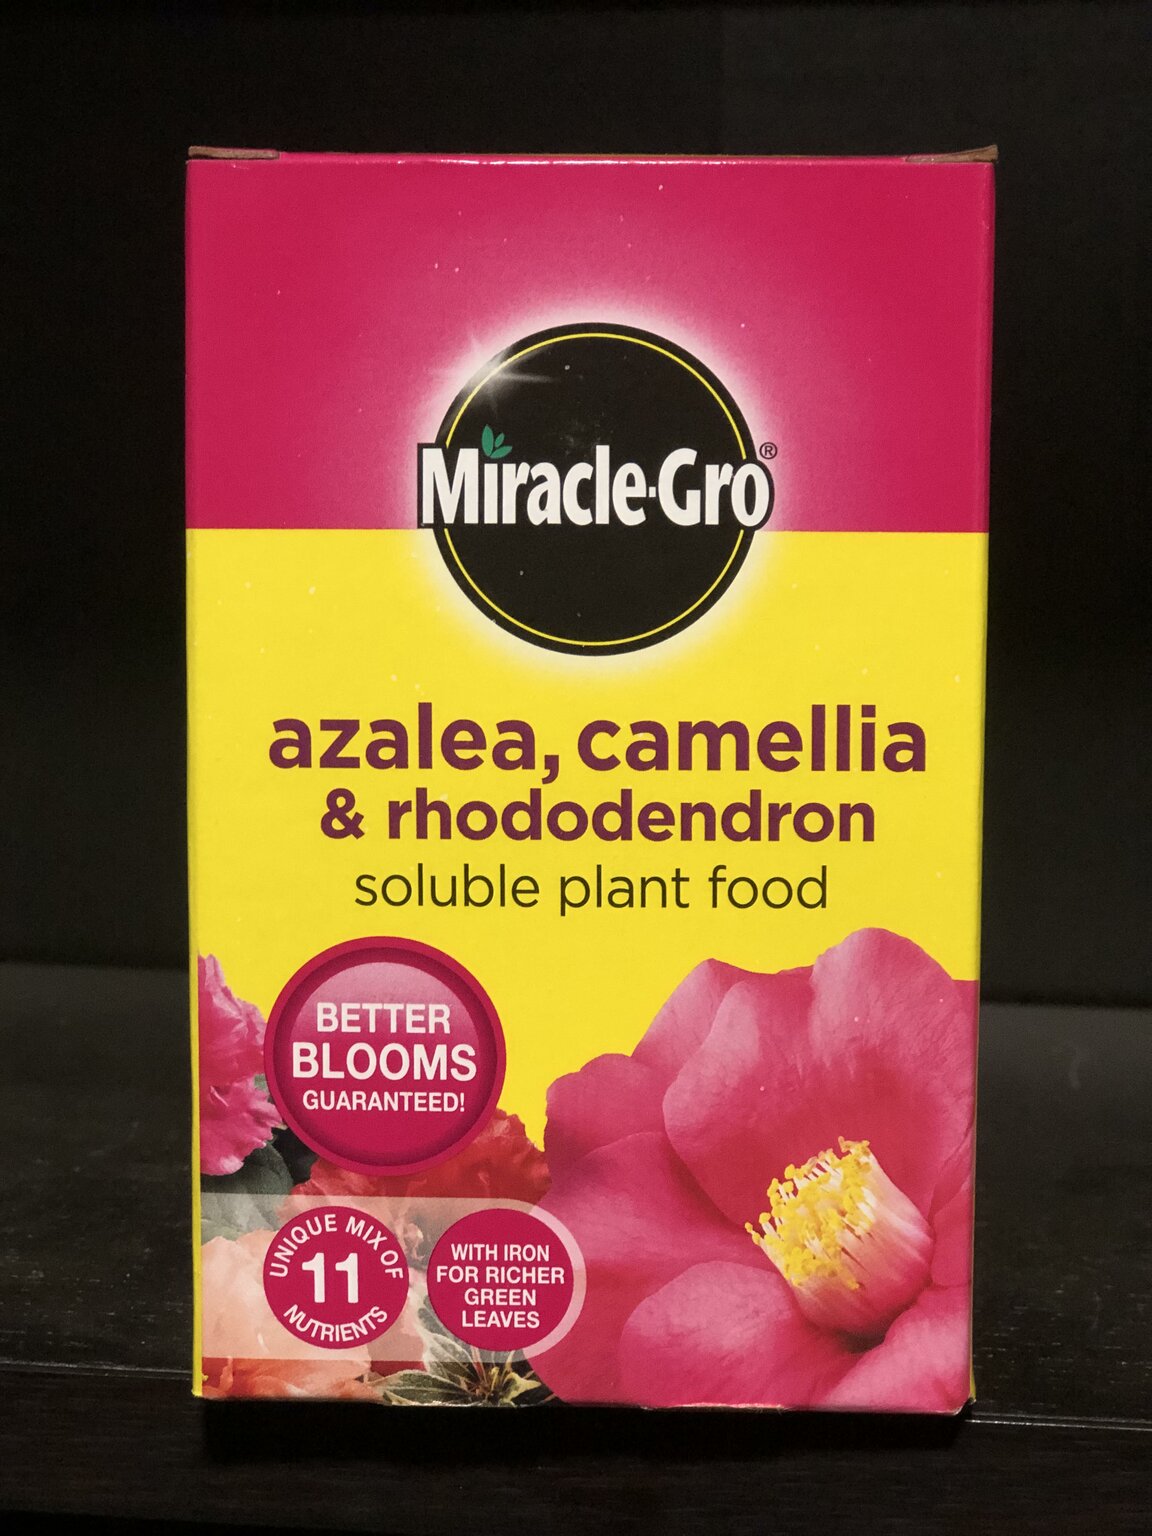 Miracle-Gro®
azalea, camellia
& rhododendron
soluble plant food
BETTER
BLOOMS
GUARANTEED!
UNIQUE MIX OF
11
NUTRIENTS
WITH IRON
FOR RICHER
GREEN
LEAVES